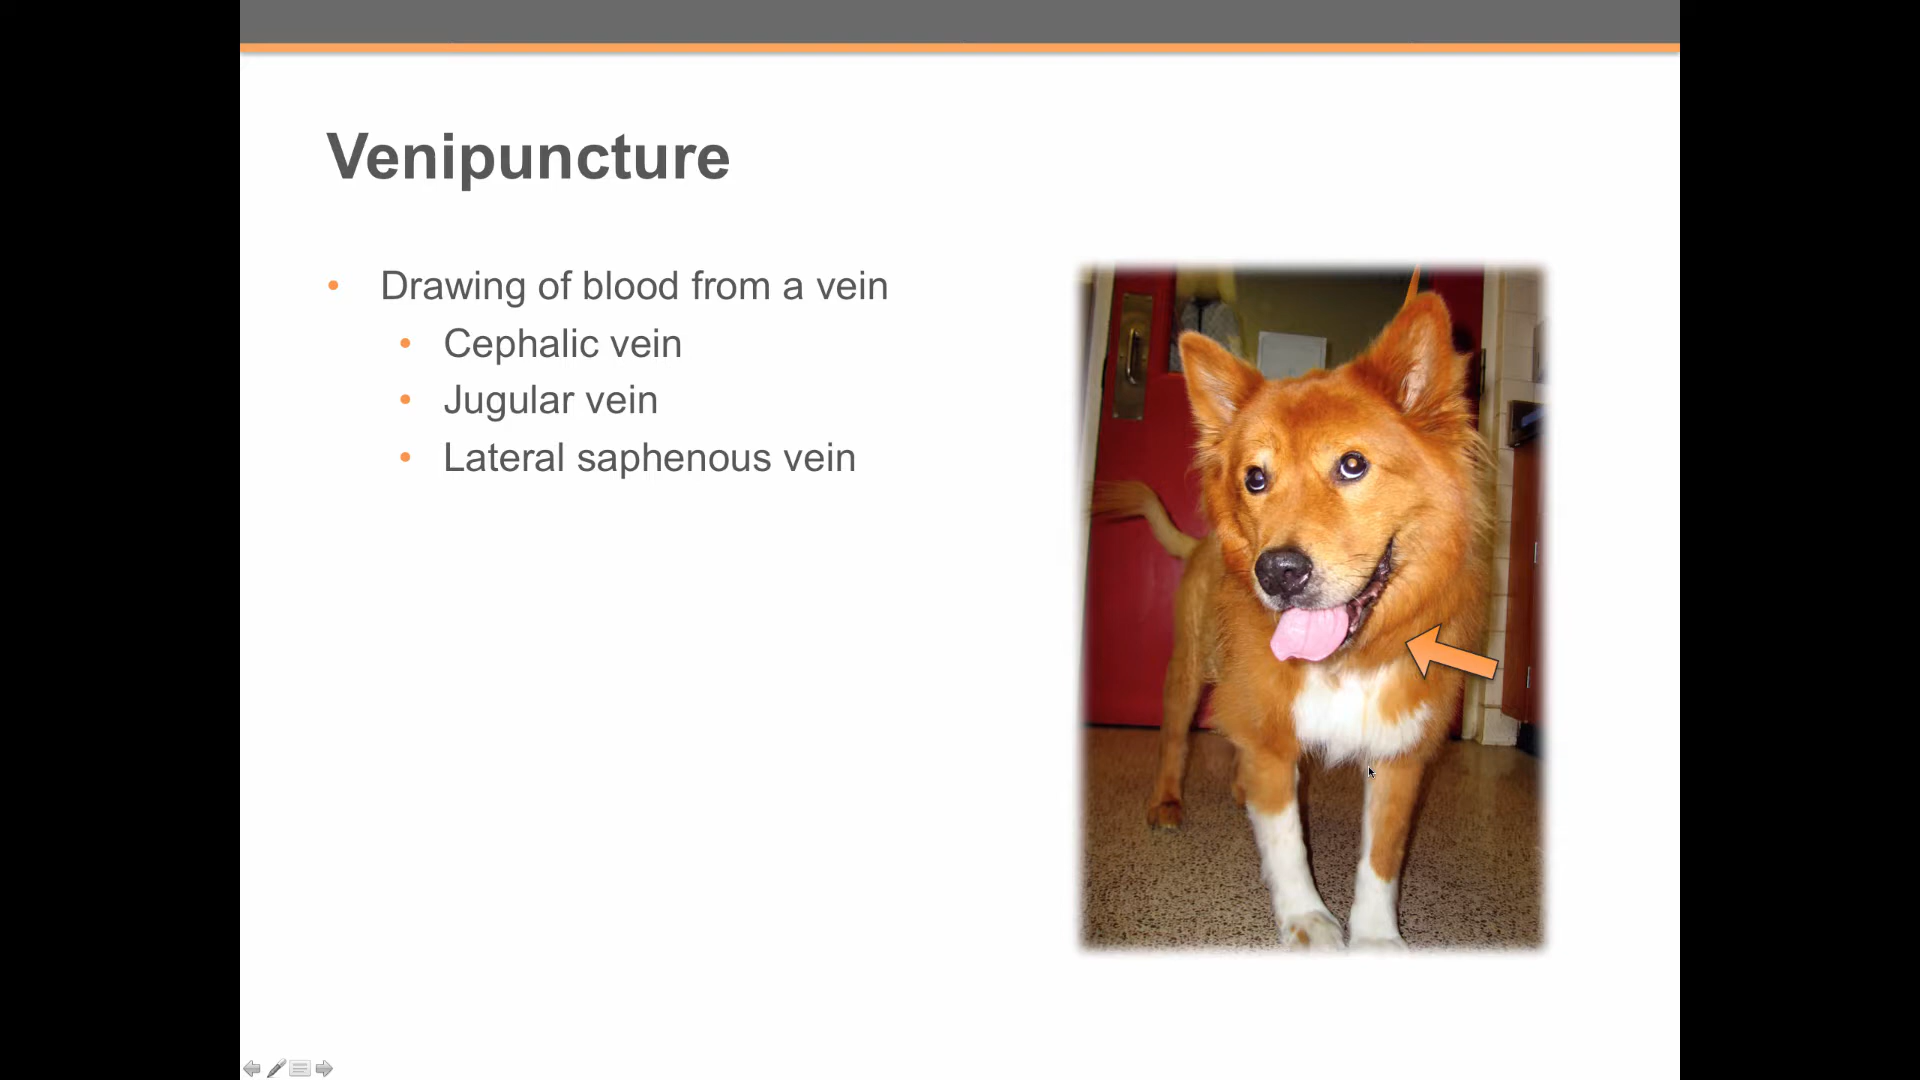 Venipuncture
• Drawing of blood from a vein
• Cephalic vein
• Jugular vein
• Lateral saphenous vein